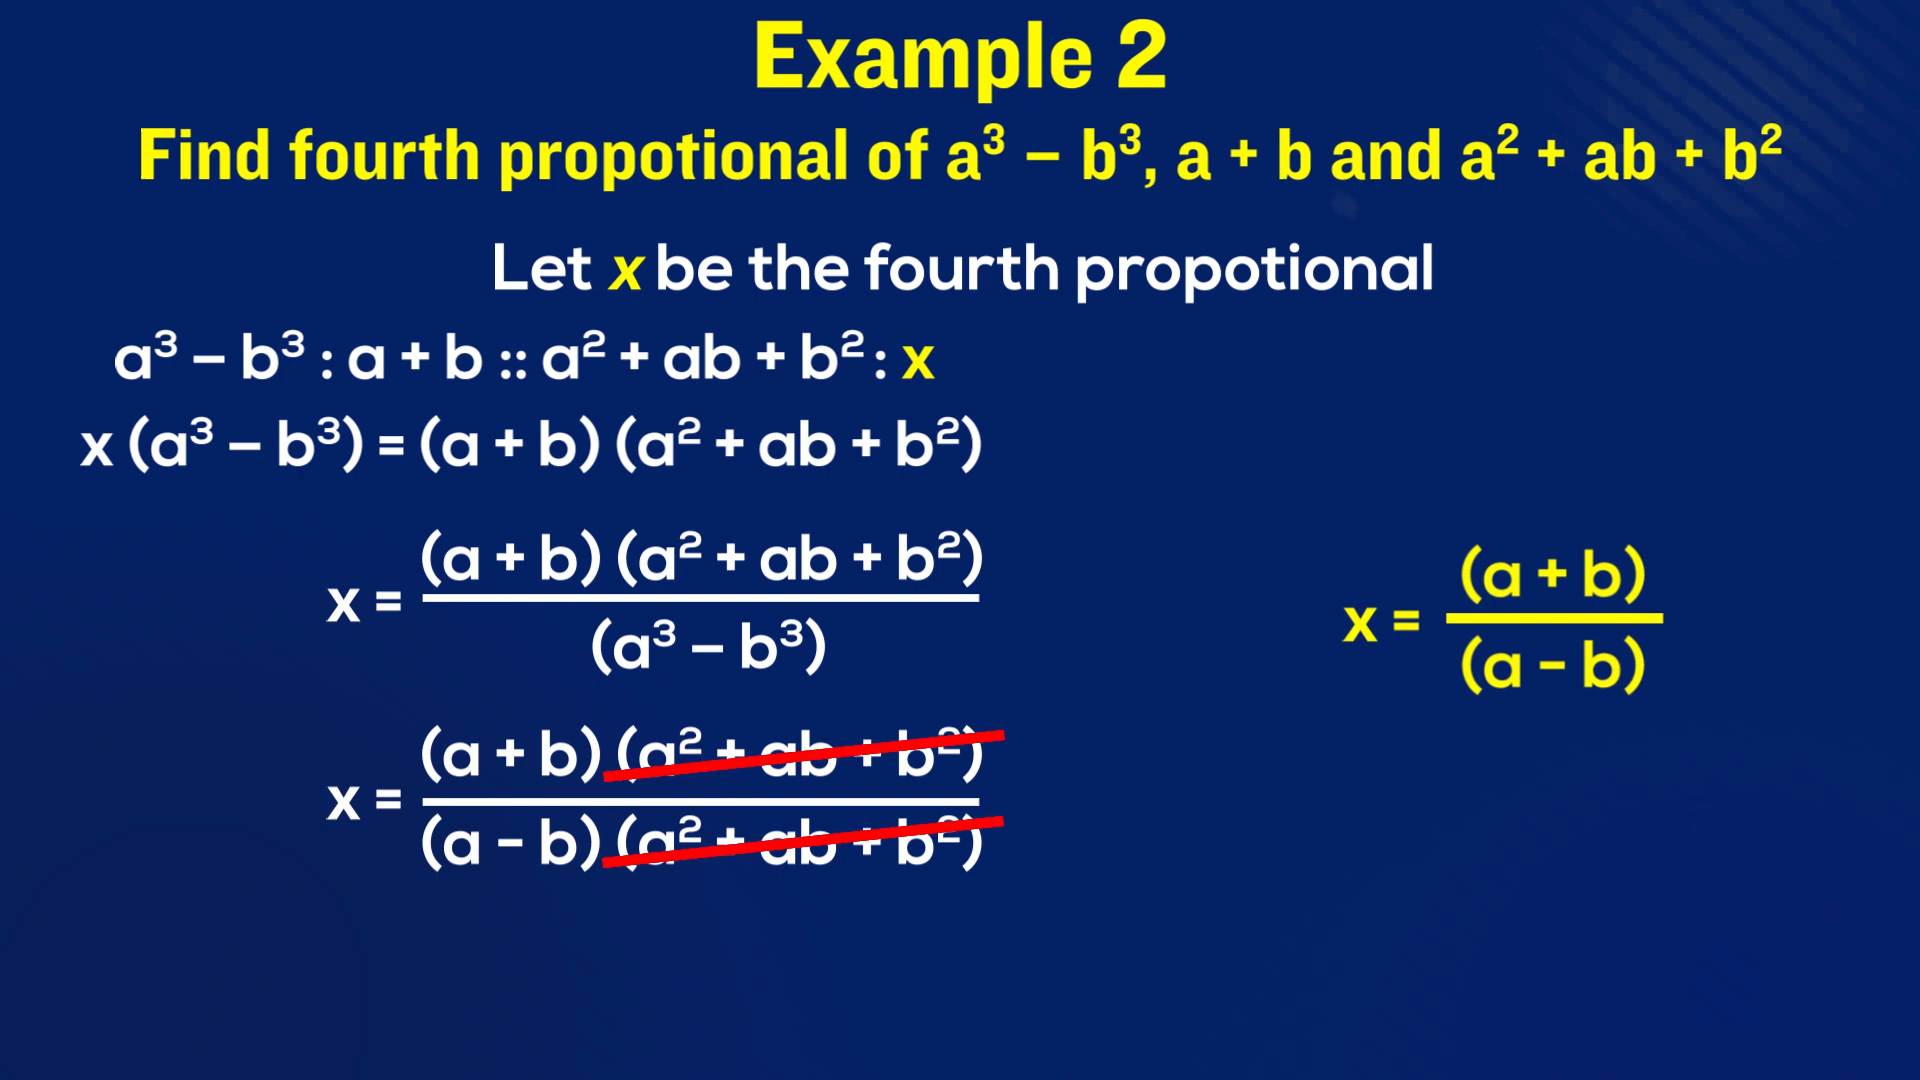 Example 2
Find fourth propotional of a³ – b³, a + b and a² + ab + b²
Let x be the fourth propotional
a³ – b³ : a + b :: a² + ab + b² : x
x (a³ – b³) = (a + b) (a² + ab + b²)
(a + b) (a² + ab + b²)
x =
(a³ – b³)
(a + b) (a² + ab + b²)
x =
(a - b) (a² + ab + b²)
(a + b)
x =
(a - b)